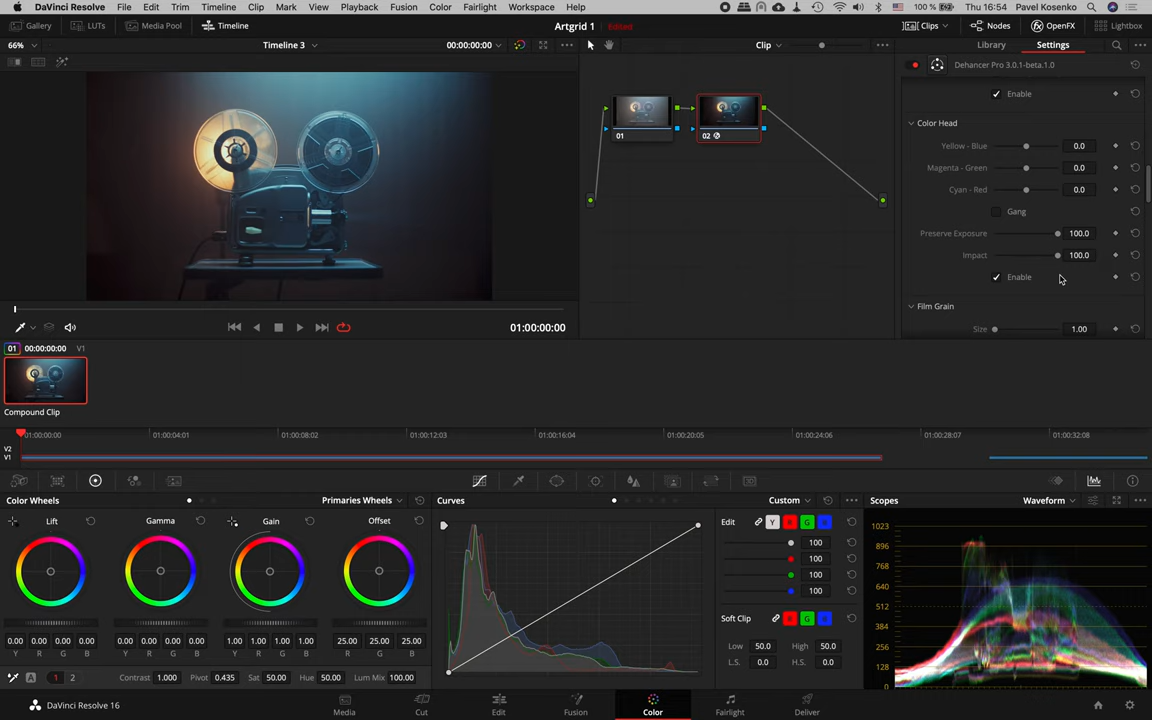 DaVinci Resolve File Edit Trim Timeline Clip Mark View Playback Fusion Color Fairlight Workspace Help 100 % Thu 16:54 Pavel Kosenko
Gallery LUTs Media Pool Timeline Artgrid 1 Edited Clips Nodes OpenFX Lightbox
66% Timeline 3 00:00:00:00 Clip Library Settings
Dehancer Pro 3.0.1-beta.1.0
Enable
Color Head
Yellow - Blue 0.0
Magenta - Green 0.0
Cyan - Red 0.0
Gang
Preserve Exposure 100.0
Impact 100.0
Enable
Film Grain
Size 1.00
01 02
01:00:00:00
01 00:00:00:00 V1
Compound Clip
01:00:00:00 01:00:04:01 01:00:08:02 01:00:12:03 01:00:16:04 01:00:20:05 01:00:24:06 01:00:28:07 01:00:32:08
V2
V1
Color Wheels Primaries Wheels Curves Custom Scopes Waveform
Lift Gamma Gain Offset
0.00 0.00 0.00 0.00 0.00 0.00 0.00 0.00 1.00 1.00 1.00 1.00 25.00 25.00 25.00
Y R G B Y R G B Y R G B R G B
A 1 2 Contrast 1.000 Pivot 0.435 Sat 50.00 Hue 50.00 Lum Mix 100.00
Edit Y R G B
100
100
100
100
Soft Clip R G B
Low 50.0 High 50.0
L.S. 0.0 H.S. 0.0
1023
896
768
640
512
384
256
128
0
DaVinci Resolve 16 Media Cut Edit Fusion Color Fairlight Deliver